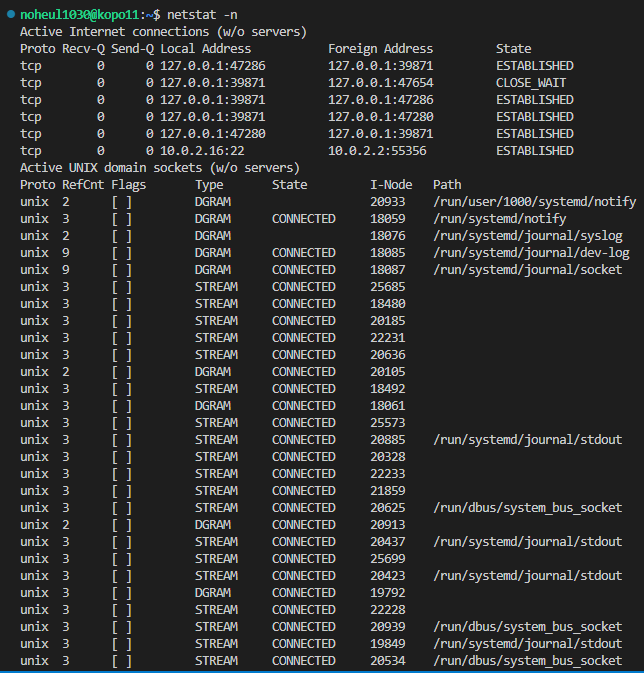 noheul1030@kopo11:~$ netstat -n
Active Internet connections (w/o servers)
Proto Recv-Q Send-Q Local Address           Foreign Address         State
tcp        0      0 127.0.0.1:47286         127.0.0.1:39871         ESTABLISHED
tcp        0      0 127.0.0.1:39871         127.0.0.1:47654         CLOSE_WAIT
tcp        0      0 127.0.0.1:39871         127.0.0.1:47286         ESTABLISHED
tcp        0      0 127.0.0.1:39871         127.0.0.1:47280         ESTABLISHED
tcp        0      0 127.0.0.1:47280         127.0.0.1:39871         ESTABLISHED
tcp        0      0 10.0.2.16:22            10.0.2.2:55356          ESTABLISHED
Active UNIX domain sockets (w/o servers)
Proto RefCnt Flags       Type       State         I-Node   Path
unix  2      [ ]         DGRAM                    20933    /run/user/1000/systemd/notify
unix  3      [ ]         DGRAM      CONNECTED     18059    /run/systemd/notify
unix  2      [ ]         DGRAM                    18076    /run/systemd/journal/syslog
unix  9      [ ]         DGRAM      CONNECTED     18085    /run/systemd/journal/dev-log
unix  9      [ ]         DGRAM      CONNECTED     18087    /run/systemd/journal/socket
unix  3      [ ]         STREAM     CONNECTED     25685
unix  3      [ ]         STREAM     CONNECTED     18480
unix  3      [ ]         STREAM     CONNECTED     20185
unix  3      [ ]         STREAM     CONNECTED     22231
unix  3      [ ]         STREAM     CONNECTED     20636
unix  2      [ ]         DGRAM      CONNECTED     20105
unix  3      [ ]         STREAM     CONNECTED     18492
unix  3      [ ]         DGRAM      CONNECTED     18061
unix  3      [ ]         STREAM     CONNECTED     25573
unix  3      [ ]         STREAM     CONNECTED     20885    /run/systemd/journal/stdout
unix  3      [ ]         STREAM     CONNECTED     20328
unix  3      [ ]         STREAM     CONNECTED     22233
unix  3      [ ]         STREAM     CONNECTED     21859
unix  3      [ ]         STREAM     CONNECTED     20625    /run/dbus/system_bus_socket
unix  2      [ ]         DGRAM      CONNECTED     20913
unix  3      [ ]         STREAM     CONNECTED     20437    /run/systemd/journal/stdout
unix  3      [ ]         STREAM     CONNECTED     25699
unix  3      [ ]         STREAM     CONNECTED     20423    /run/systemd/journal/stdout
unix  3      [ ]         DGRAM      CONNECTED     19792
unix  3      [ ]         STREAM     CONNECTED     22228
unix  3      [ ]         STREAM     CONNECTED     20939    /run/dbus/system_bus_socket
unix  3      [ ]         STREAM     CONNECTED     19849    /run/systemd/journal/stdout
unix  3      [ ]         STREAM     CONNECTED     20534    /run/dbus/system_bus_socket